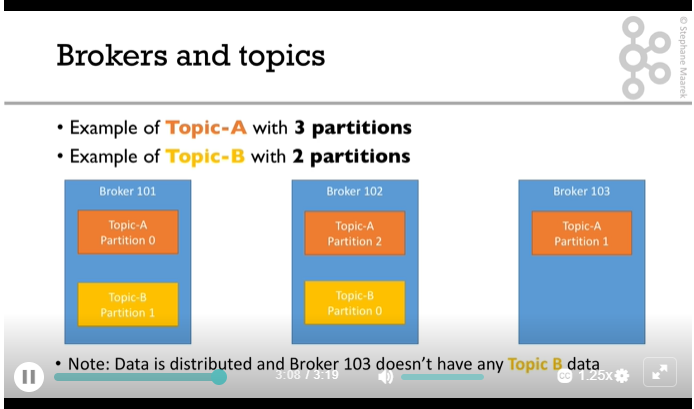 © Stephane Maarek
Brokers and topics
• Example of Topic-A with 3 partitions
• Example of Topic-B with 2 partitions
Broker 101
Topic-A
Partition 0
Topic-B
Partition 1
Broker 102
Topic-A
Partition 2
Topic-B
Partition 0
Broker 103
Topic-A
Partition 1
• Note: Data is distributed and Broker 103 doesn't have any Topic B data
3:08 / 3:19
CC
1.25x